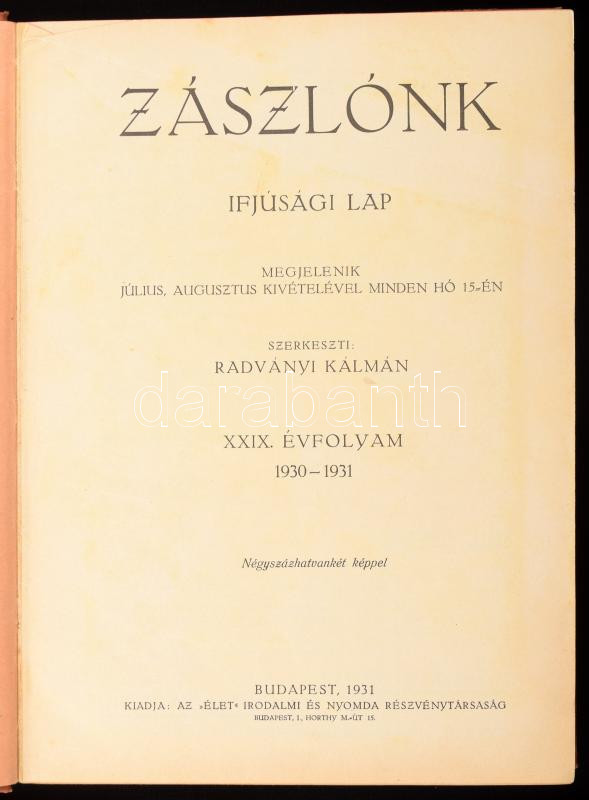 ZÁSZLÓNK
IFJÚSÁGI LAP
MEGJELENIK
JÚLIUS, AUGUSZTUS KIVÉTELÉVEL MINDEN HÓ 15-ÉN
SZERKESZTI:
RADVÁNYI KÁLMÁN
darabanth
XXIX. ÉVFOLYAM
1930–1931
Négyszázhatvankét képpel
BUDAPEST, 1931
KIADJA: AZ »ÉLET« IRODALMI ÉS NYOMDA RÉSZVÉNYTÁRSASÁG
BUDAPEST, I., HORTHY M.-ÚT 15.